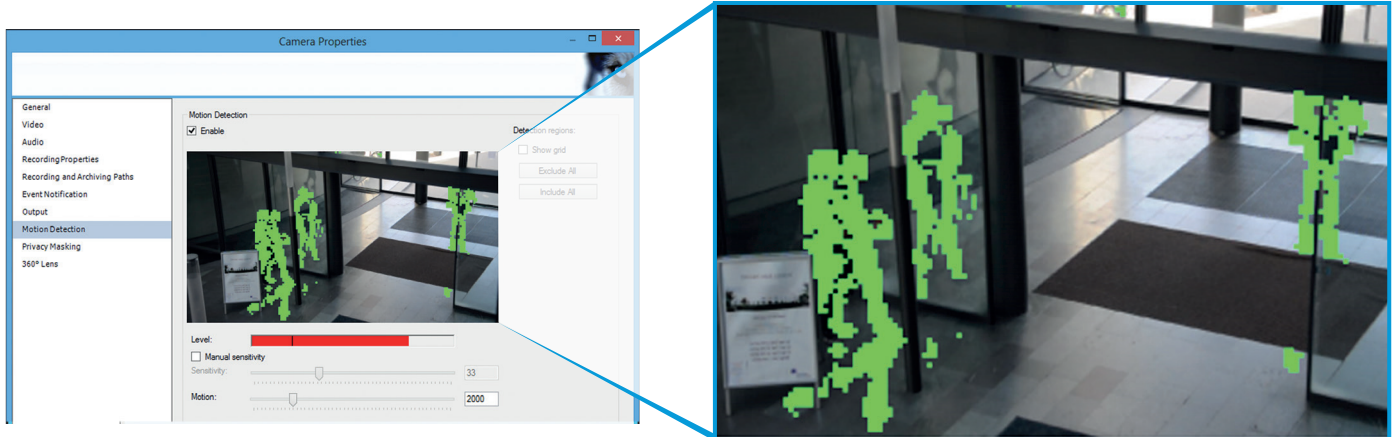 Camera Properties
General
Video
Audio
Recording Properties
Recording and Archiving Paths
Event Notification
Output
Motion Detection
Privacy Masking
360° Lens
Motion Detection
Enable
Detection regions:
Show grid
Exclude All
Include All
Level:
Manual sensitivity
Sensitivity:
33
Motion:
2000